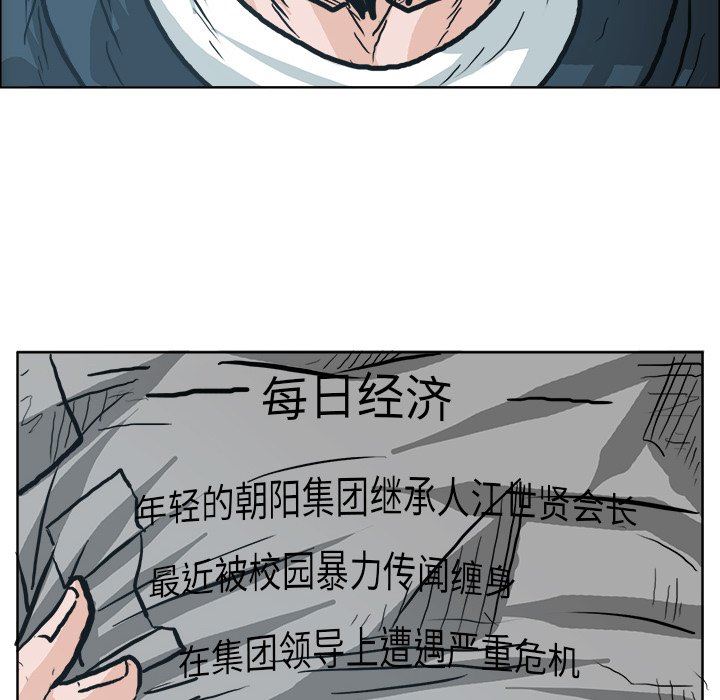 每日经济
年轻的朝阳集团继承人江世贤会长
最近被校园暴力传闻缠身
在集团领导上遭遇严重危机